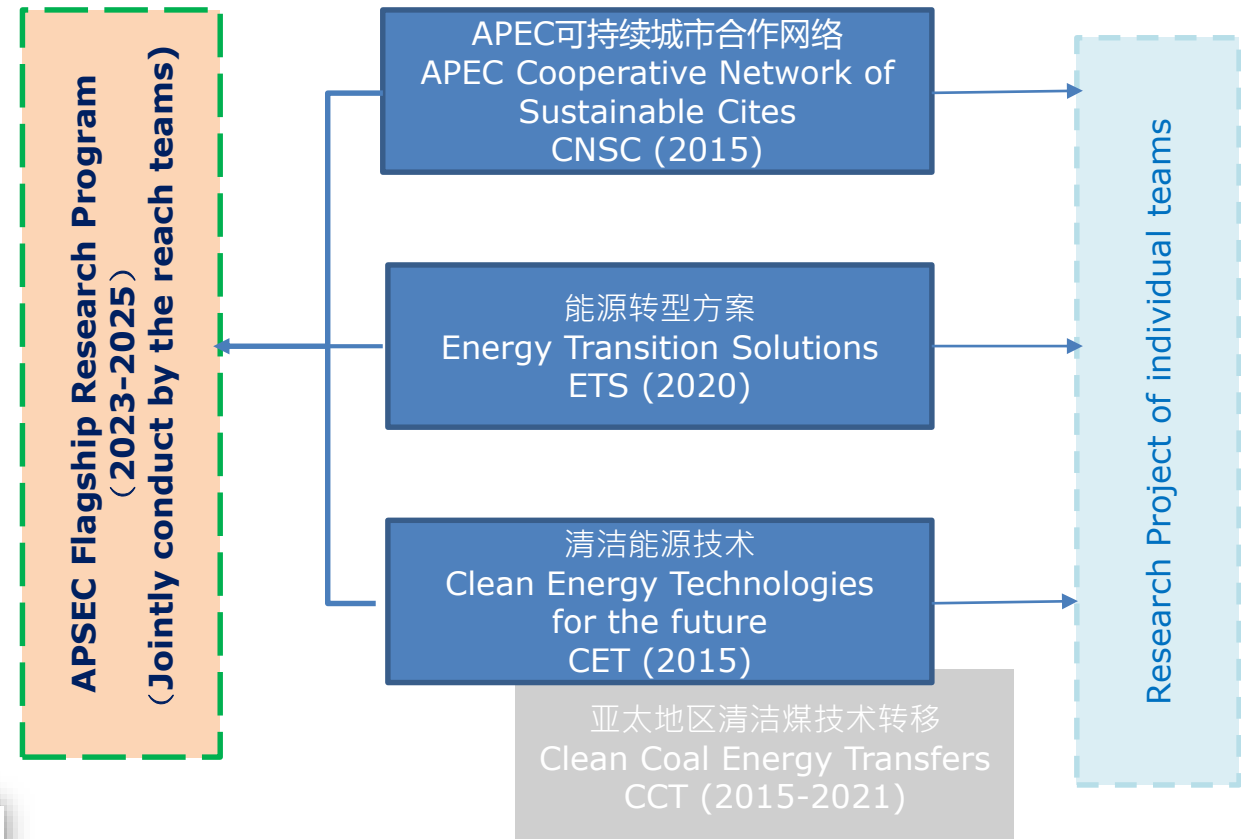 APSEC Flagship Research Program
（2023–2025）
（Jointly conduct by the reach teams)
APEC可持续城市合作网络
APEC Cooperative Network of
Sustainable Cites
CNSC (2015)
能源转型方案
Energy Transition Solutions
ETS (2020)
清洁能源技术
Clean Energy Technologies
for the future
CET (2015)
亚太地区清洁煤技术转移
Clean Coal Energy Transfers
CCT (2015-2021)
Research Project of individual teams